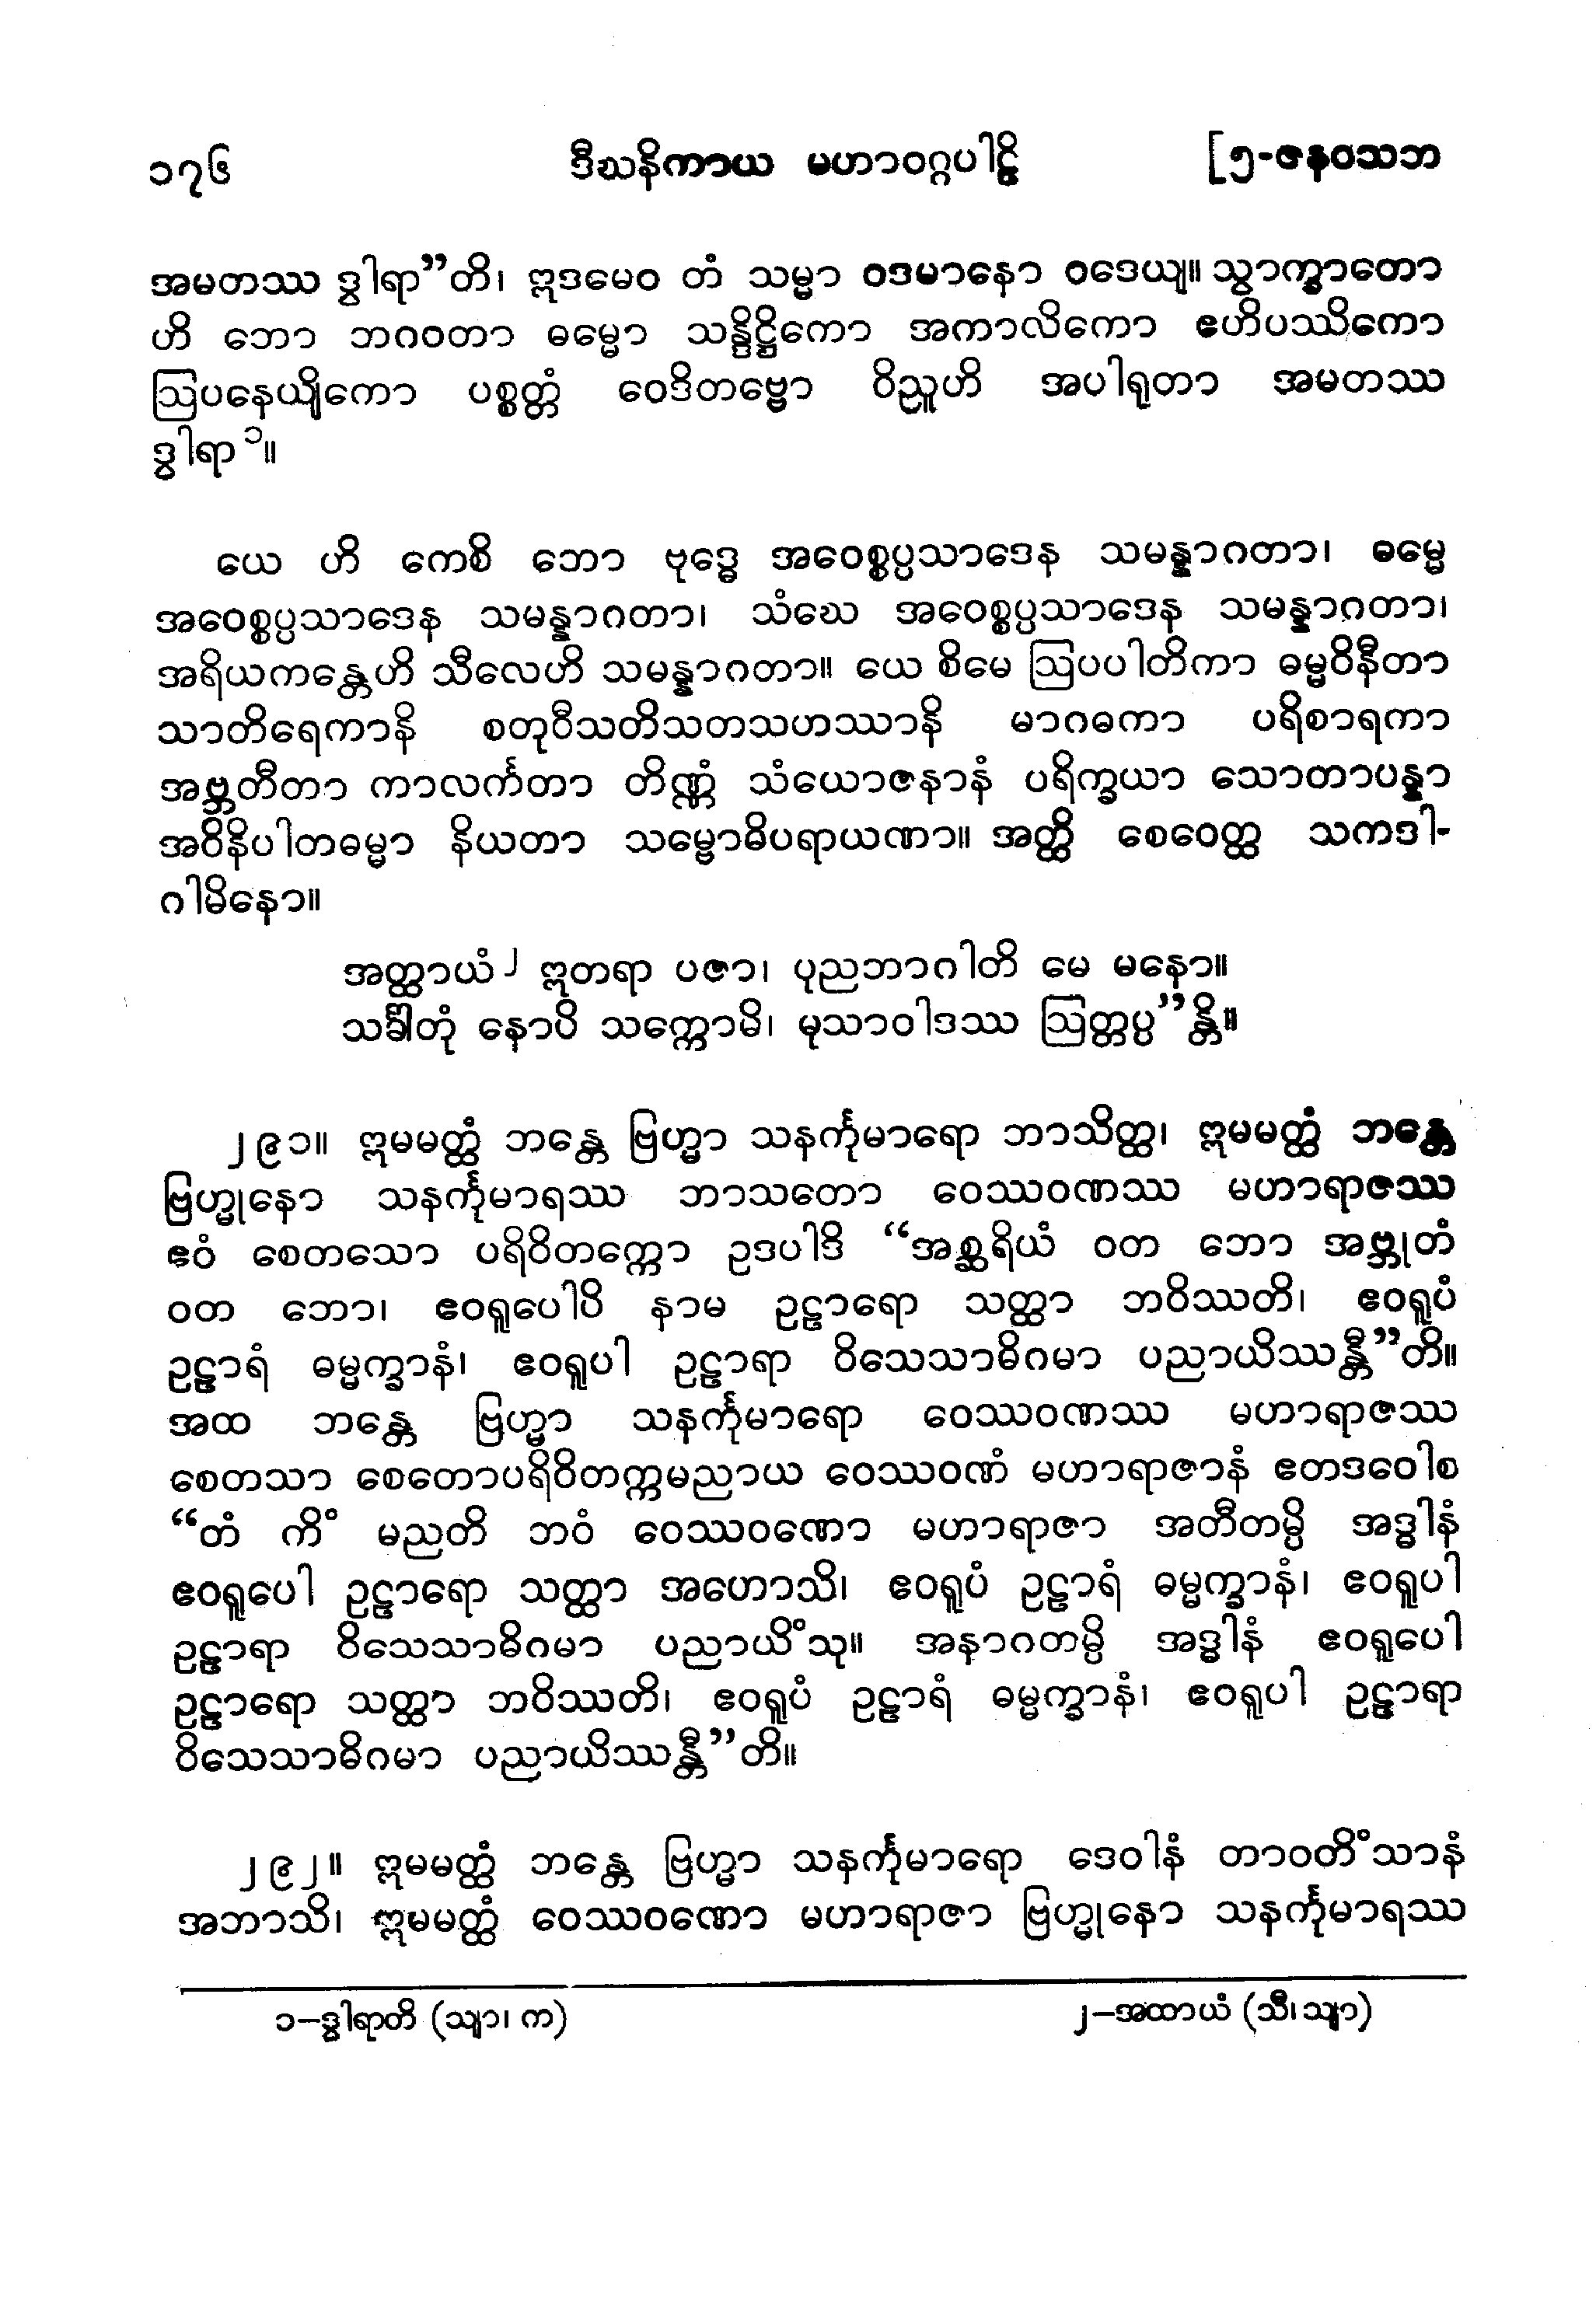 ၁၇၆ ဒီဃနိကာယ မဟာဝဂ္ဂပါဠိ [၅-ဇနဝသဘ
အမတဿ ဒွါရာ”တိ၊ ဣဒမေဝ တံ သမ္မာ ဝဒမာနော ဝဒေယျ။ သွာက္ခာတော
ဟိ ဘော ဘဂဝတာ ဓမ္မော သန္ဒိဋ္ဌိကော အကာလိကော ဧဟိပဿိကော
ဩပနေယျိကော ပစ္စတ္တံ ဝေဒိတဗ္ဗော ဝိညူဟိ အပါရုတာ အမတဿ
ဒွါရာ ၁။
ယေ ဟိ ကေစိ ဘော ဗုဒ္ဓေ အဝေစ္စပ္ပသာဒေန သမန္နာဂတာ၊ ဓမ္မေ
အဝေစ္စပ္ပသာဒေန သမန္နာဂတာ၊ သံဃေ အဝေစ္စပ္ပသာဒေန သမန္နာဂတာ၊
အရိယကန္တေဟိ သီလေဟိ သမန္နာဂတာ။ ယေ စိမေ ဩပပါတိကာ ဓမ္မဝိနီတာ
သာတိရေကာနိ စတုဝီသတိသတသဟဿာနိ မာဂဓကာ ပရိစာရကာ
အဗ္ဘတီတာ ကာလင်္ကတာ တိဏ္ဏံ သံယောဇနာနံ ပရိက္ခယာ သောတာပန္နာ
အဝိနိပါတဓမ္မာ နိယတာ သမ္ဗောဓိပရာယဏာ။ အတ္ထိ စေဝေတ္ထ သကဒါ-
ဂါမိနော။
အတ္ထာယံ၂ ဣတရာ ပဇာ၊ ပုညဘာဂါတိ မေ မနော။
သင်္ခါတုံ နောပိ သက္ကောမိ၊ မုသာဝါဒဿ ဩတ္တပ္ပ”န္တိ။
၂၉၁။ ဣမမတ္ထံ ဘန္တေ ဗြဟ္မာ သနင်္ကုမာရော ဘာသိတ္ထ၊ ဣမမတ္ထံ ဘန္တေ
ဗြဟ္မုနော သနင်္ကုမာရဿ ဘာသတော ဝေဿဝဏဿ မဟာရာဇဿ
ဧဝံ စေတသော ပရိဝိတက္ကော ဥဒပါဒိ “အစ္ဆရိယံ ဝတ ဘော အဗ္ဘုတံ
ဝတ ဘော၊ ဧဝရူပေါပိ နာမ ဥဠာရော သတ္ထာ ဘဝိဿတိ၊ ဧဝရူပံ
ဥဠာရံ ဓမ္မက္ခာနံ၊ ဧဝရူပါ ဥဠာရာ ဝိသေသာဓိဂမာ ပညာယိဿန္တီ”တိ။
အထ ဘန္တေ ဗြဟ္မာ သနင်္ကုမာရော ဝေဿဝဏဿ မဟာရာဇဿ
စေတသာ စေတောပရိဝိတက္ကမညာယ ဝေဿဝဏံ မဟာရာဇာနံ ဧတဒဝေါစ
“တံ ကိံ မညတိ ဘဝံ ဝေဿဝဏော မဟာရာဇာ အတီတမ္ပိ အဒ္ဓါနံ
ဧဝရူပေါ ဥဠာရော သတ္ထာ အဟောသိ၊ ဧဝရူပံ ဥဠာရံ ဓမ္မက္ခာနံ၊ ဧဝရူပါ
ဥဠာရာ ဝိသေသာဓိဂမာ ပညာယိံသု။ အနာဂတမ္ပိ အဒ္ဓါနံ ဧဝရူပေါ
ဥဠာရော သတ္ထာ ဘဝိဿတိ၊ ဧဝရူပံ ဥဠာရံ ဓမ္မက္ခာနံ၊ ဧဝရူပါ ဥဠာရာ
ဝိသေသာဓိဂမာ ပညာယိဿန္တီ”တိ။
၂၉၂။ ဣမမတ္ထံ ဘန္တေ ဗြဟ္မာ သနင်္ကုမာရော ဒေဝါနံ တာဝတိံသာနံ
အဘာသိ၊ ဣမမတ္ထံ ဝေဿဝဏော မဟာရာဇာ ဗြဟ္မုနော သနင်္ကုမာရဿ
၁–ဒွါရာတိ (သျာ၊ က) ၂–အထာယံ (သီ၊ သျာ)